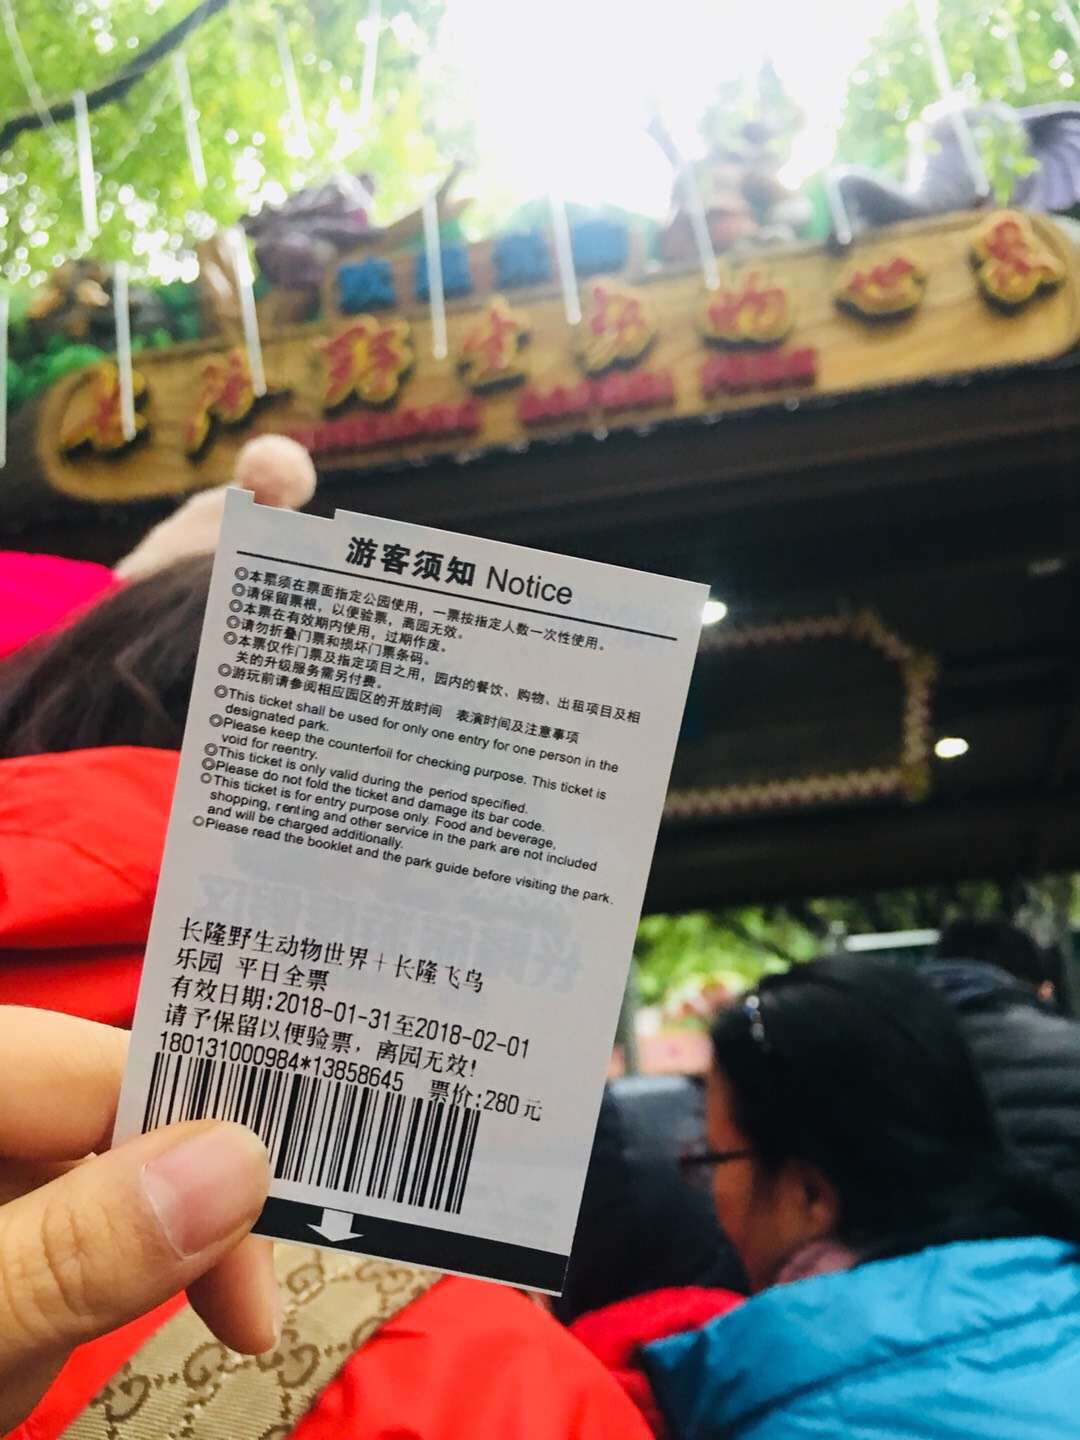 长隆野生动物世界
游客须知 Notice
◎本票须在票面指定公园使用，一票按指定人数一次性使用。
◎请保留票根，以便验票，离园无效。
◎本票在有效期内使用，过期作废。
◎请勿折叠门票和损坏门票条码。
◎本票仅作门票及指定项目之用，园内的餐饮、购物、出租项目及相
关的升级服务需另付费。
◎游玩前请参阅相应园区的开放时间 表演时间及注意事项
◎This ticket shall be used for only one entry for one person in the
designated park.
◎Please keep the counterfoil for checking purpose. This ticket is
void for reentry.
◎This ticket is only valid during the period specified.
◎Please do not fold the ticket and damage its bar code.
◎This ticket is for entry purpose only. Food and beverage,
shopping, renting and other service in the park are not included
and will be charged additionally.
◎Please read the booklet and the park guide before visiting the park.
长隆野生动物世界+长隆飞鸟
乐园 平日全票
有效日期:2018-01-31至2018-02-01
请予保留以便验票，离园无效!
180131000984*13858645 票价:280元